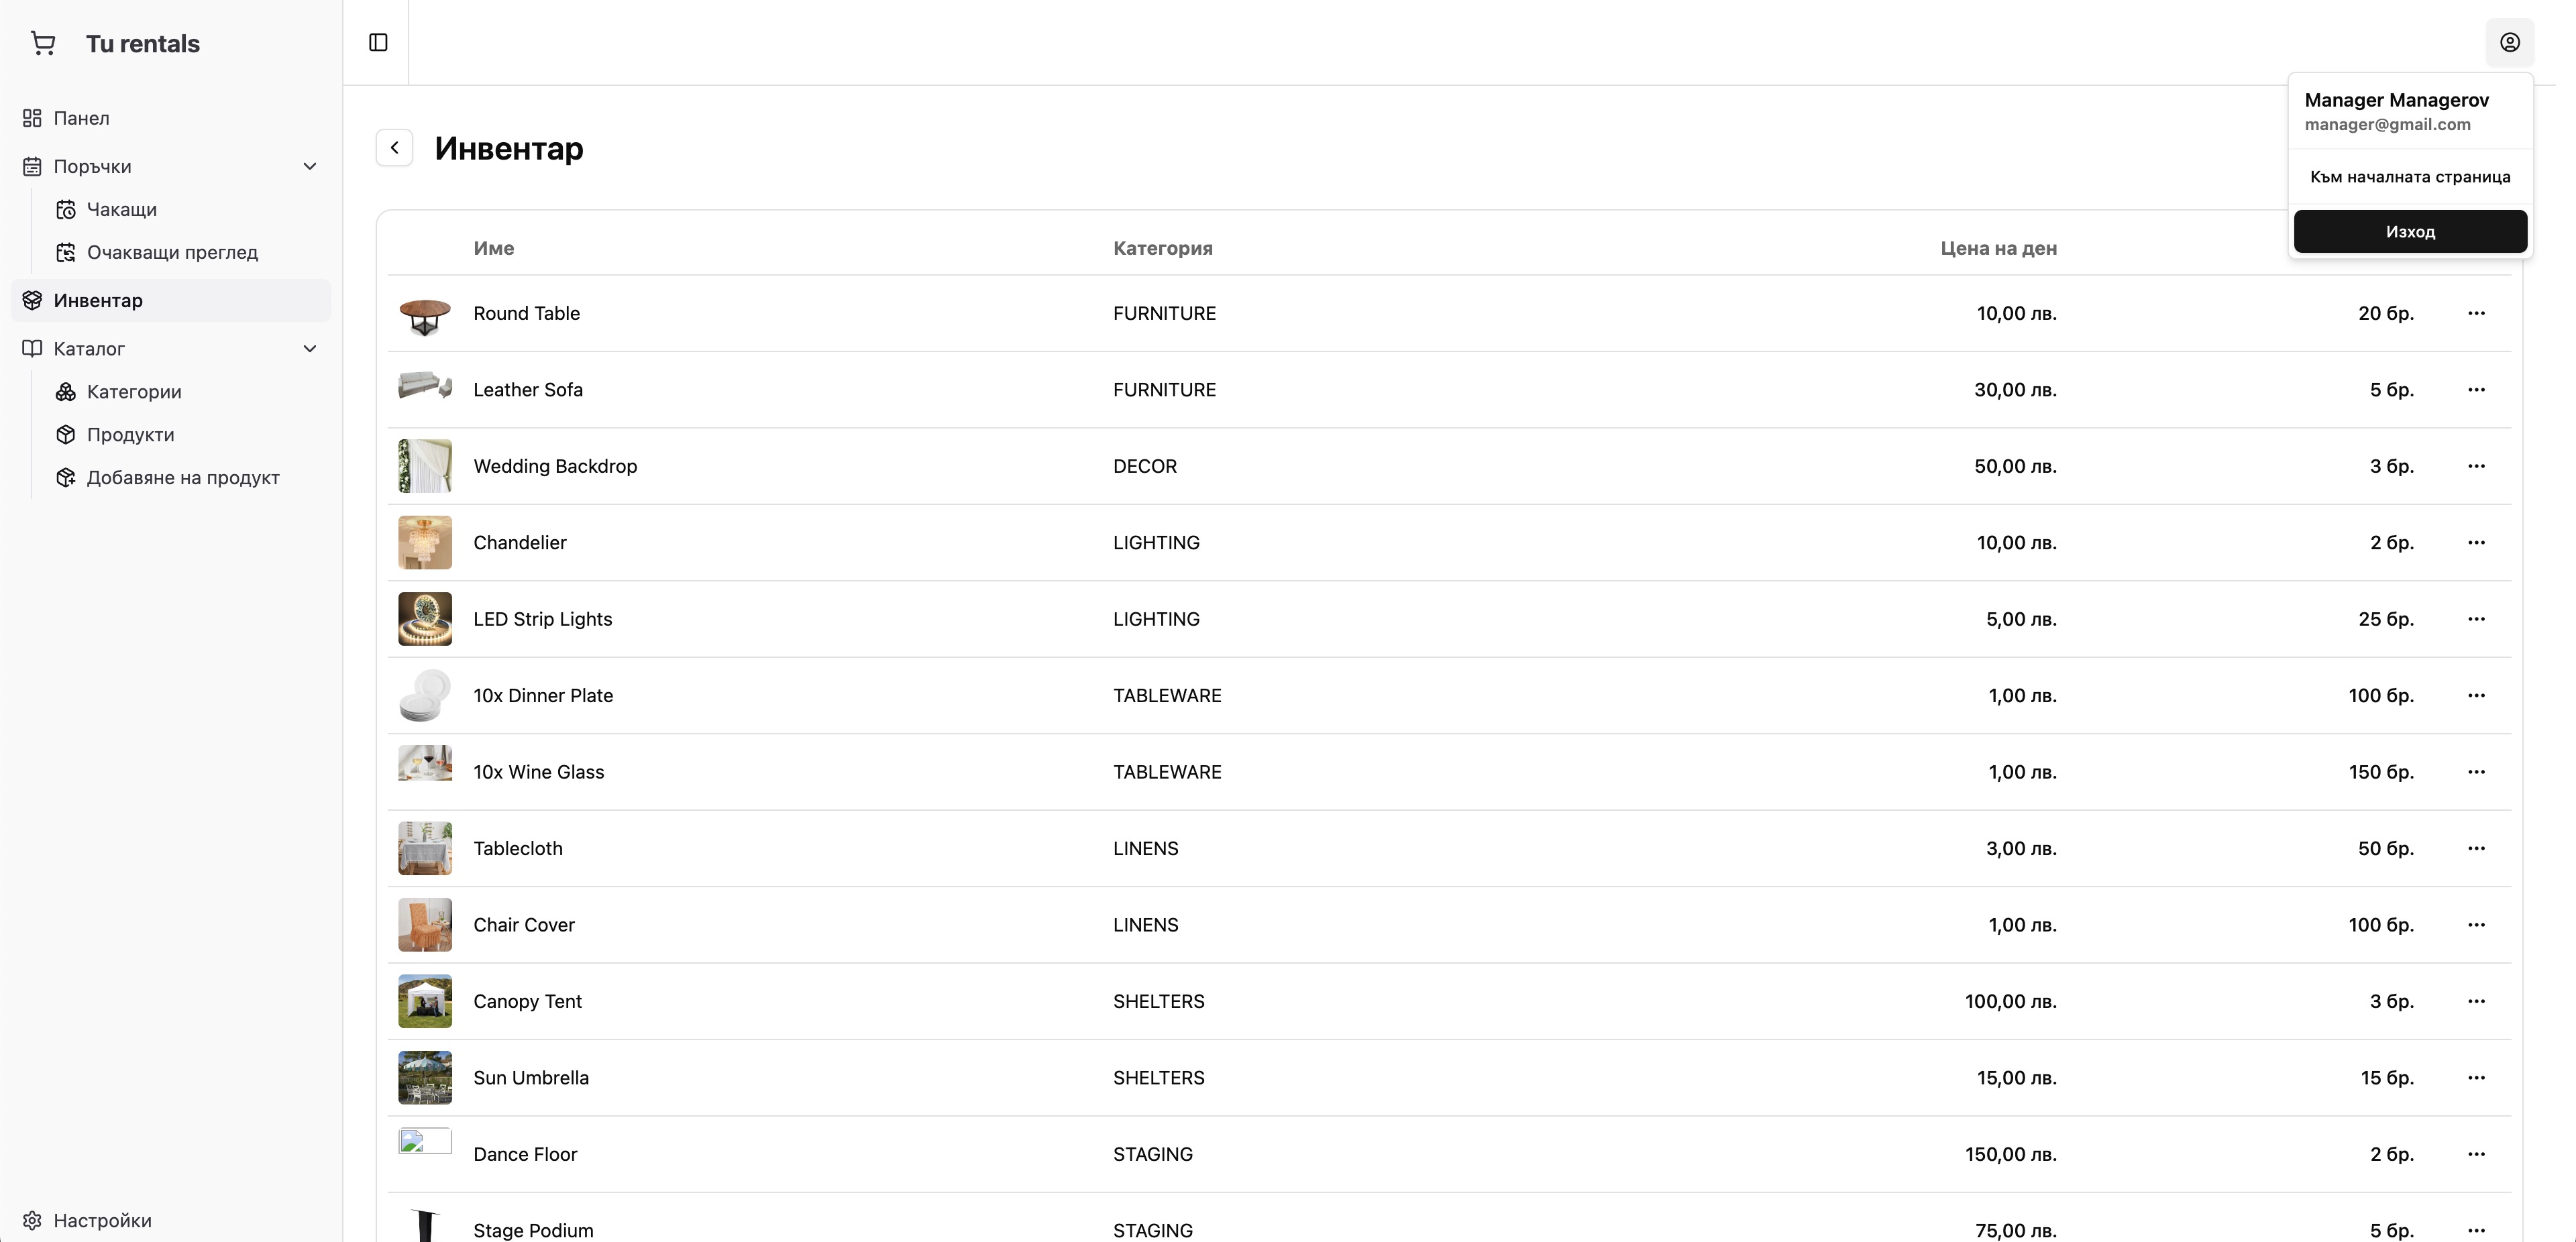 Tu rentals
Панел
Поръчки
Чакащи
Очакващи преглед
Инвентар
Каталог
Категории
Продукти
Добавяне на продукт
Настройки
Manager Managerov
manager@gmail.com
Към началната страница
Изход
Инвентар
Име Категория Цена на ден
Round Table FURNITURE 10,00 лв. 20 бр.
Leather Sofa FURNITURE 30,00 лв. 5 бр.
Wedding Backdrop DECOR 50,00 лв. 3 бр.
Chandelier LIGHTING 10,00 лв. 2 бр.
LED Strip Lights LIGHTING 5,00 лв. 25 бр.
10x Dinner Plate TABLEWARE 1,00 лв. 100 бр.
10x Wine Glass TABLEWARE 1,00 лв. 150 бр.
Tablecloth LINENS 3,00 лв. 50 бр.
Chair Cover LINENS 1,00 лв. 100 бр.
Canopy Tent SHELTERS 100,00 лв. 3 бр.
Sun Umbrella SHELTERS 15,00 лв. 15 бр.
Dance Floor STAGING 150,00 лв. 2 бр.
Stage Podium STAGING 75,00 лв. 5 бр.